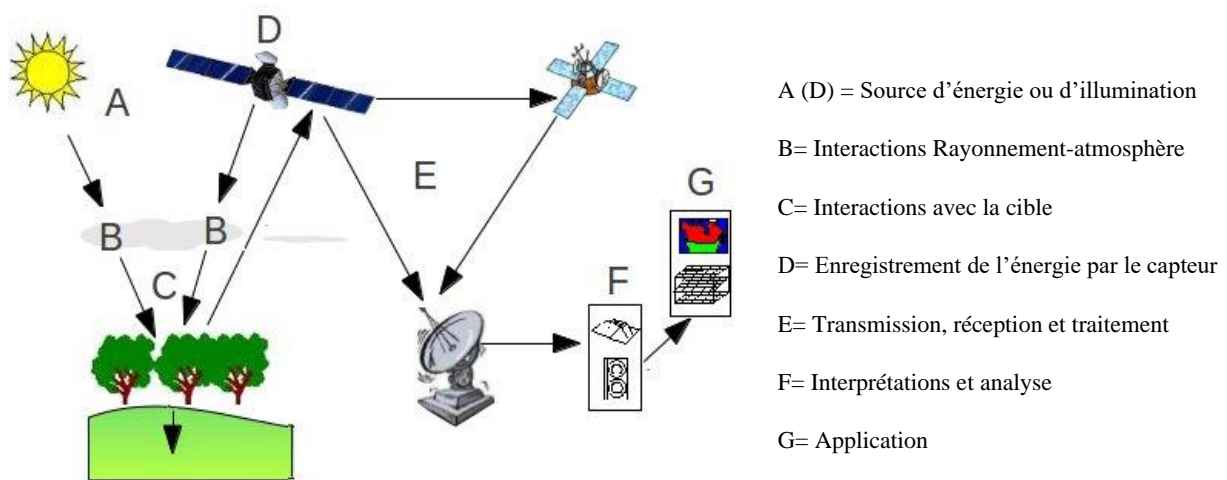 D
A
E
G
B
B
C
F
A (D) = Source d’énergie ou d’illumination
B= Interactions Rayonnement-atmosphère
C= Interactions avec la cible
D= Enregistrement de l’énergie par le capteur
E= Transmission, réception et traitement
F= Interprétations et analyse
G= Application